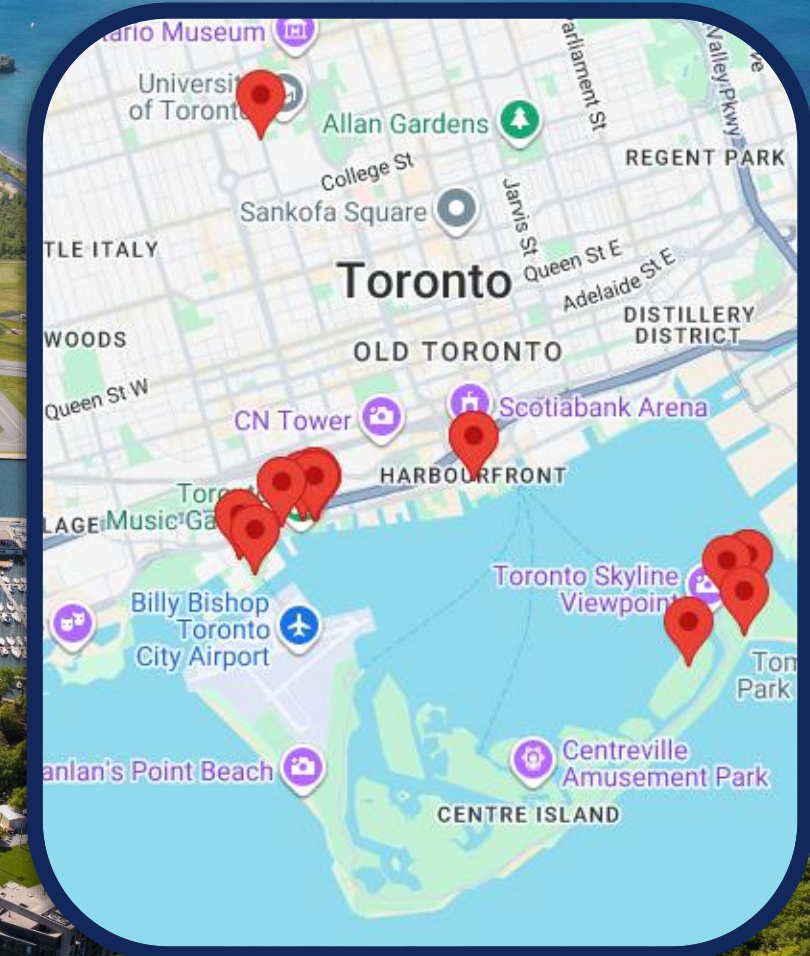 ario Museum
Universi
of Toront
Allan Gardens
Parliament St
Valley Pkwy
ve
REGENT PARK
College St
Sankofa Square
Jarvis St
TLE ITALY
Toronto
Queen St E
Adelaide St E
DISTILLERY
DISTRICT
WOODS
OLD TORONTO
Queen St W
CN Tower
Scotiabank Arena
HARBOURFRONT
Toro
LAGE
Music Ga
Toronto Skyline
Viewpoint
Billy Bishop
Toronto
City Airport
Tom
Park
anlan's Point Beach
Centreville
Amusement Park
CENTRE ISLAND